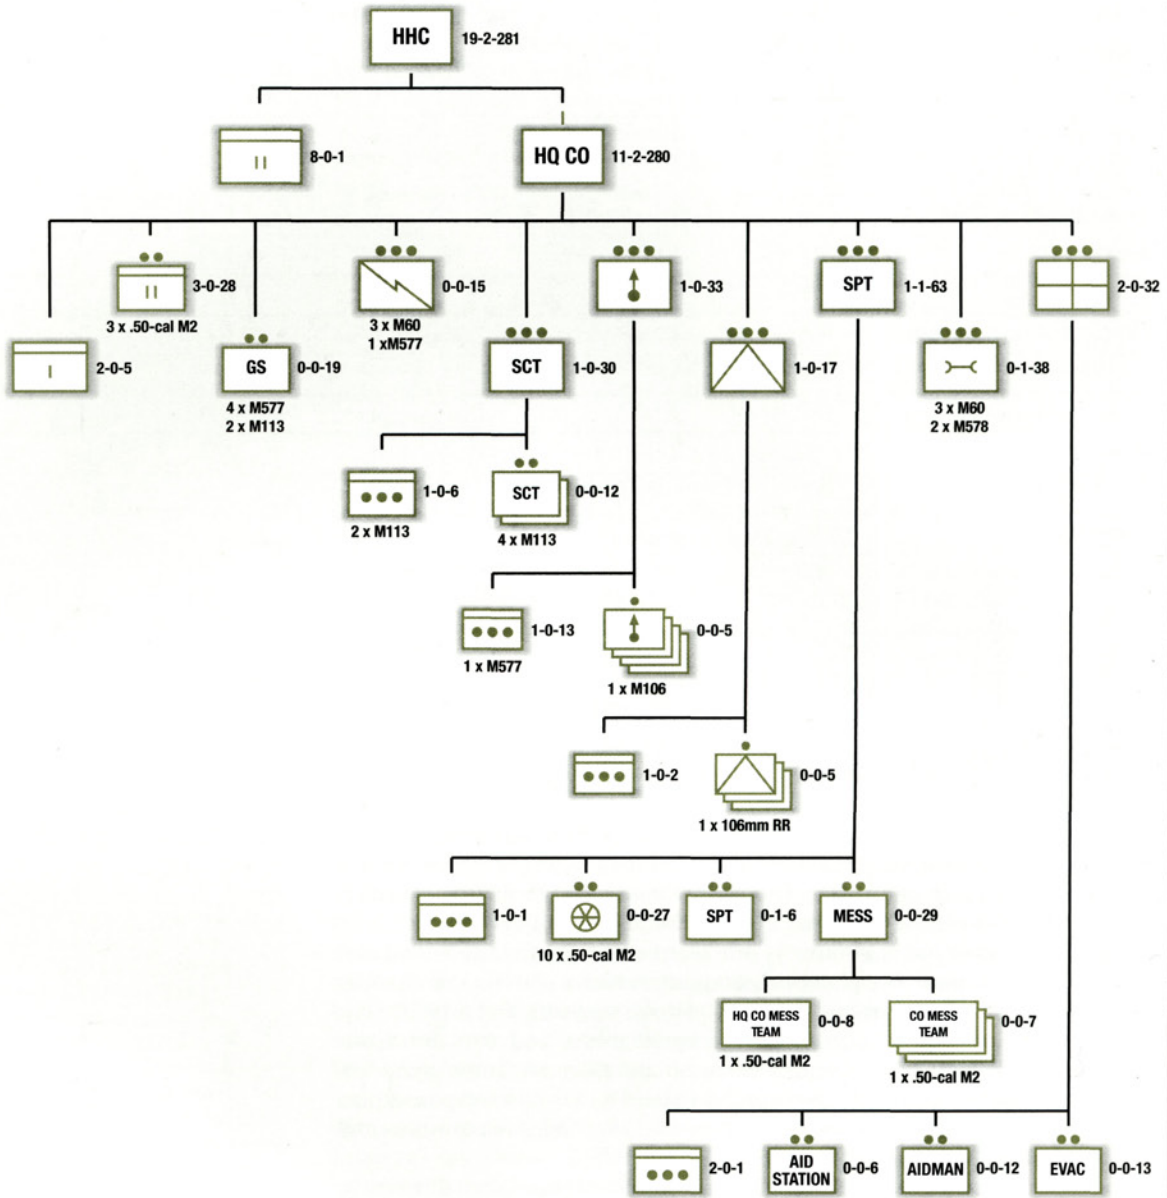 HHC 19-2-281
8-0-1
HQ CO 11-2-280
3-0-28
3 x .50-cal M2
0-0-15
3 x M60
1 xM577
1-0-33
SPT 1-1-63
2-0-32
2-0-5
GS 0-0-19
4 x M577
2 x M113
SCT 1-0-30
1-0-17
0-1-38
3 x M60
2 x M578
1-0-6
2 x M113
SCT 0-0-12
4 x M113
1-0-13
1 x M577
0-0-5
1 x M106
1-0-2
0-0-5
1 x 106mm RR
1-0-1
0-0-27
10 x .50-cal M2
SPT 0-1-6
MESS 0-0-29
HQ CO MESS
TEAM
0-0-8
1 x .50-cal M2
CO MESS
TEAM
0-0-7
1 x .50-cal M2
2-0-1
AID
STATION
0-0-6
AIDMAN 0-0-12
EVAC 0-0-13